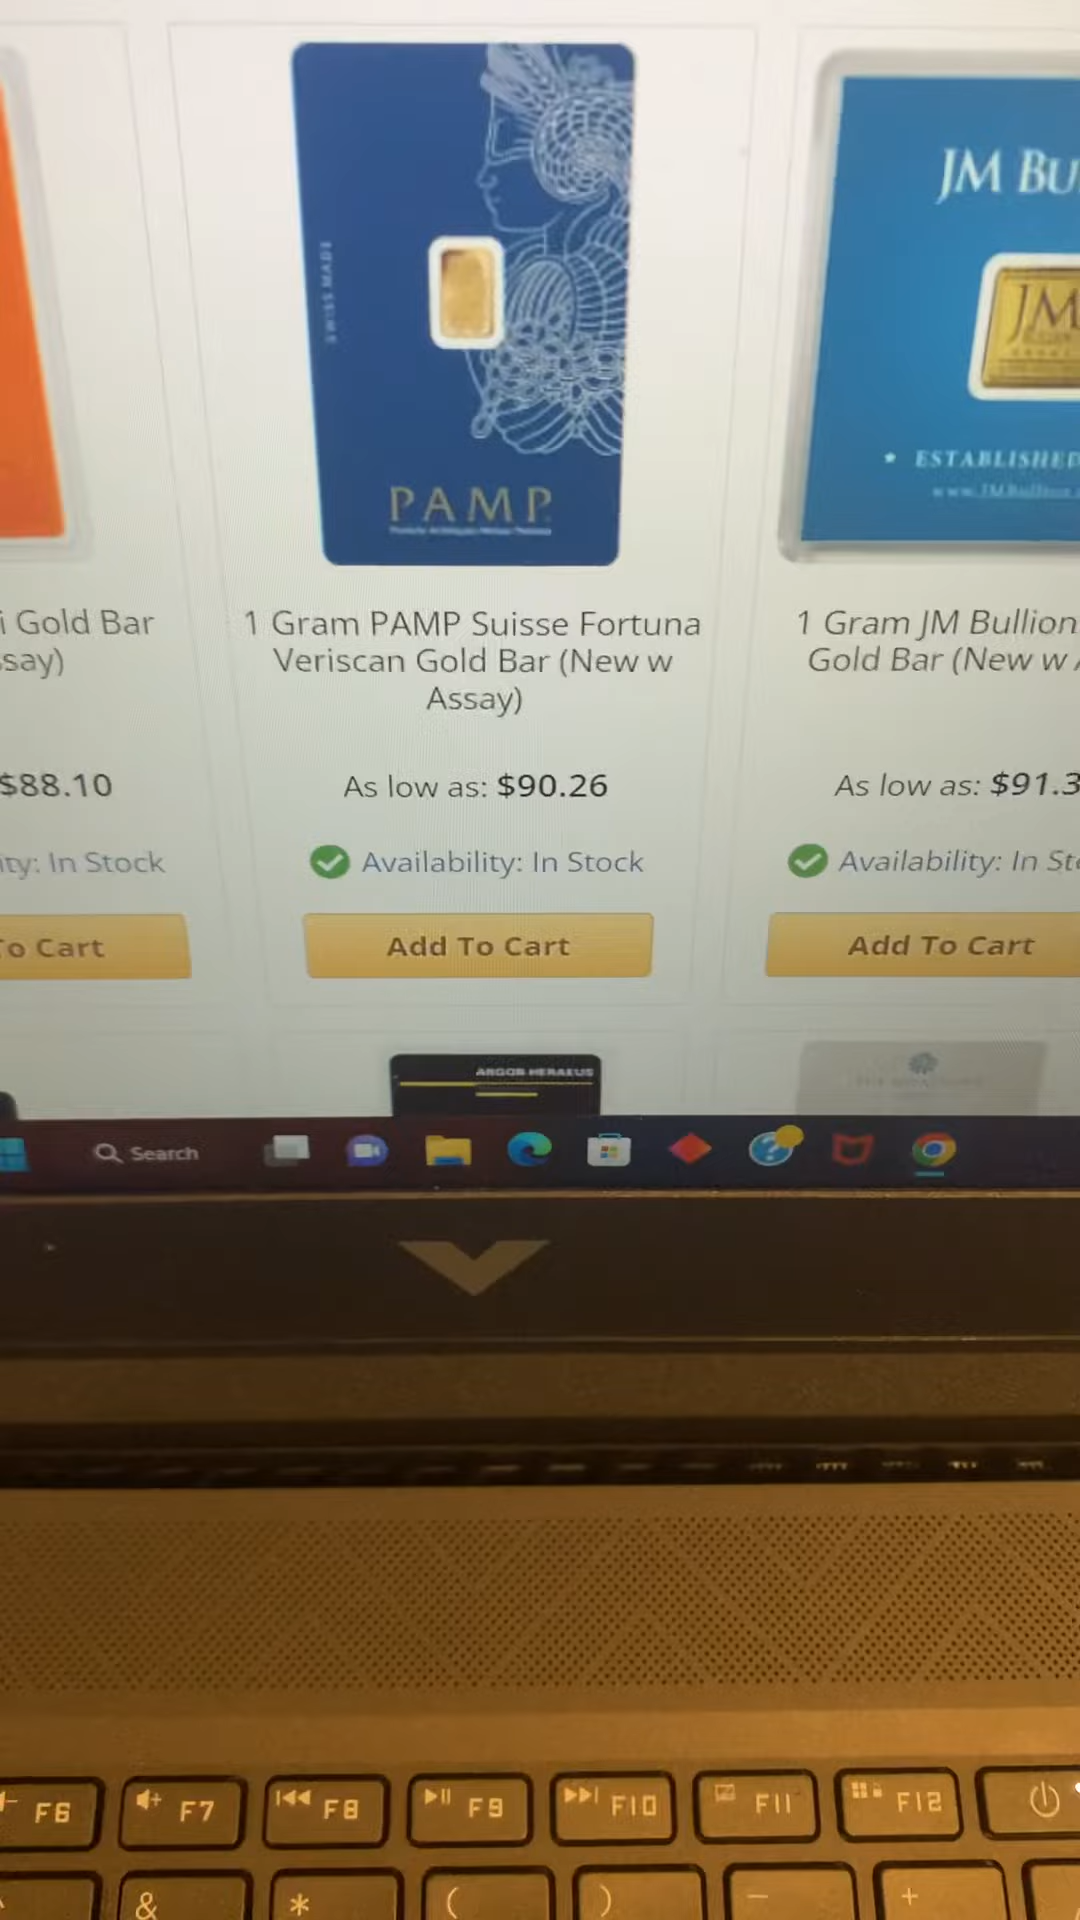 SWISS MADE
PAMP
JM BU
JM
ESTABLISHED
i Gold Bar
say)
1 Gram PAMP Suisse Fortuna
Veriscan Gold Bar (New w
Assay)
1 Gram JM Bullion
Gold Bar (New w
$88.10
As low as: $90.26
As low as: $91.3
ity: In Stock
Availability: In Stock
Availability: In Sto
To Cart
Add To Cart
Add To Cart
ARGOR-HERAEUS
Search
F6
F7
F8
F9
F10
F11
F12
&
*
(
)
-
+